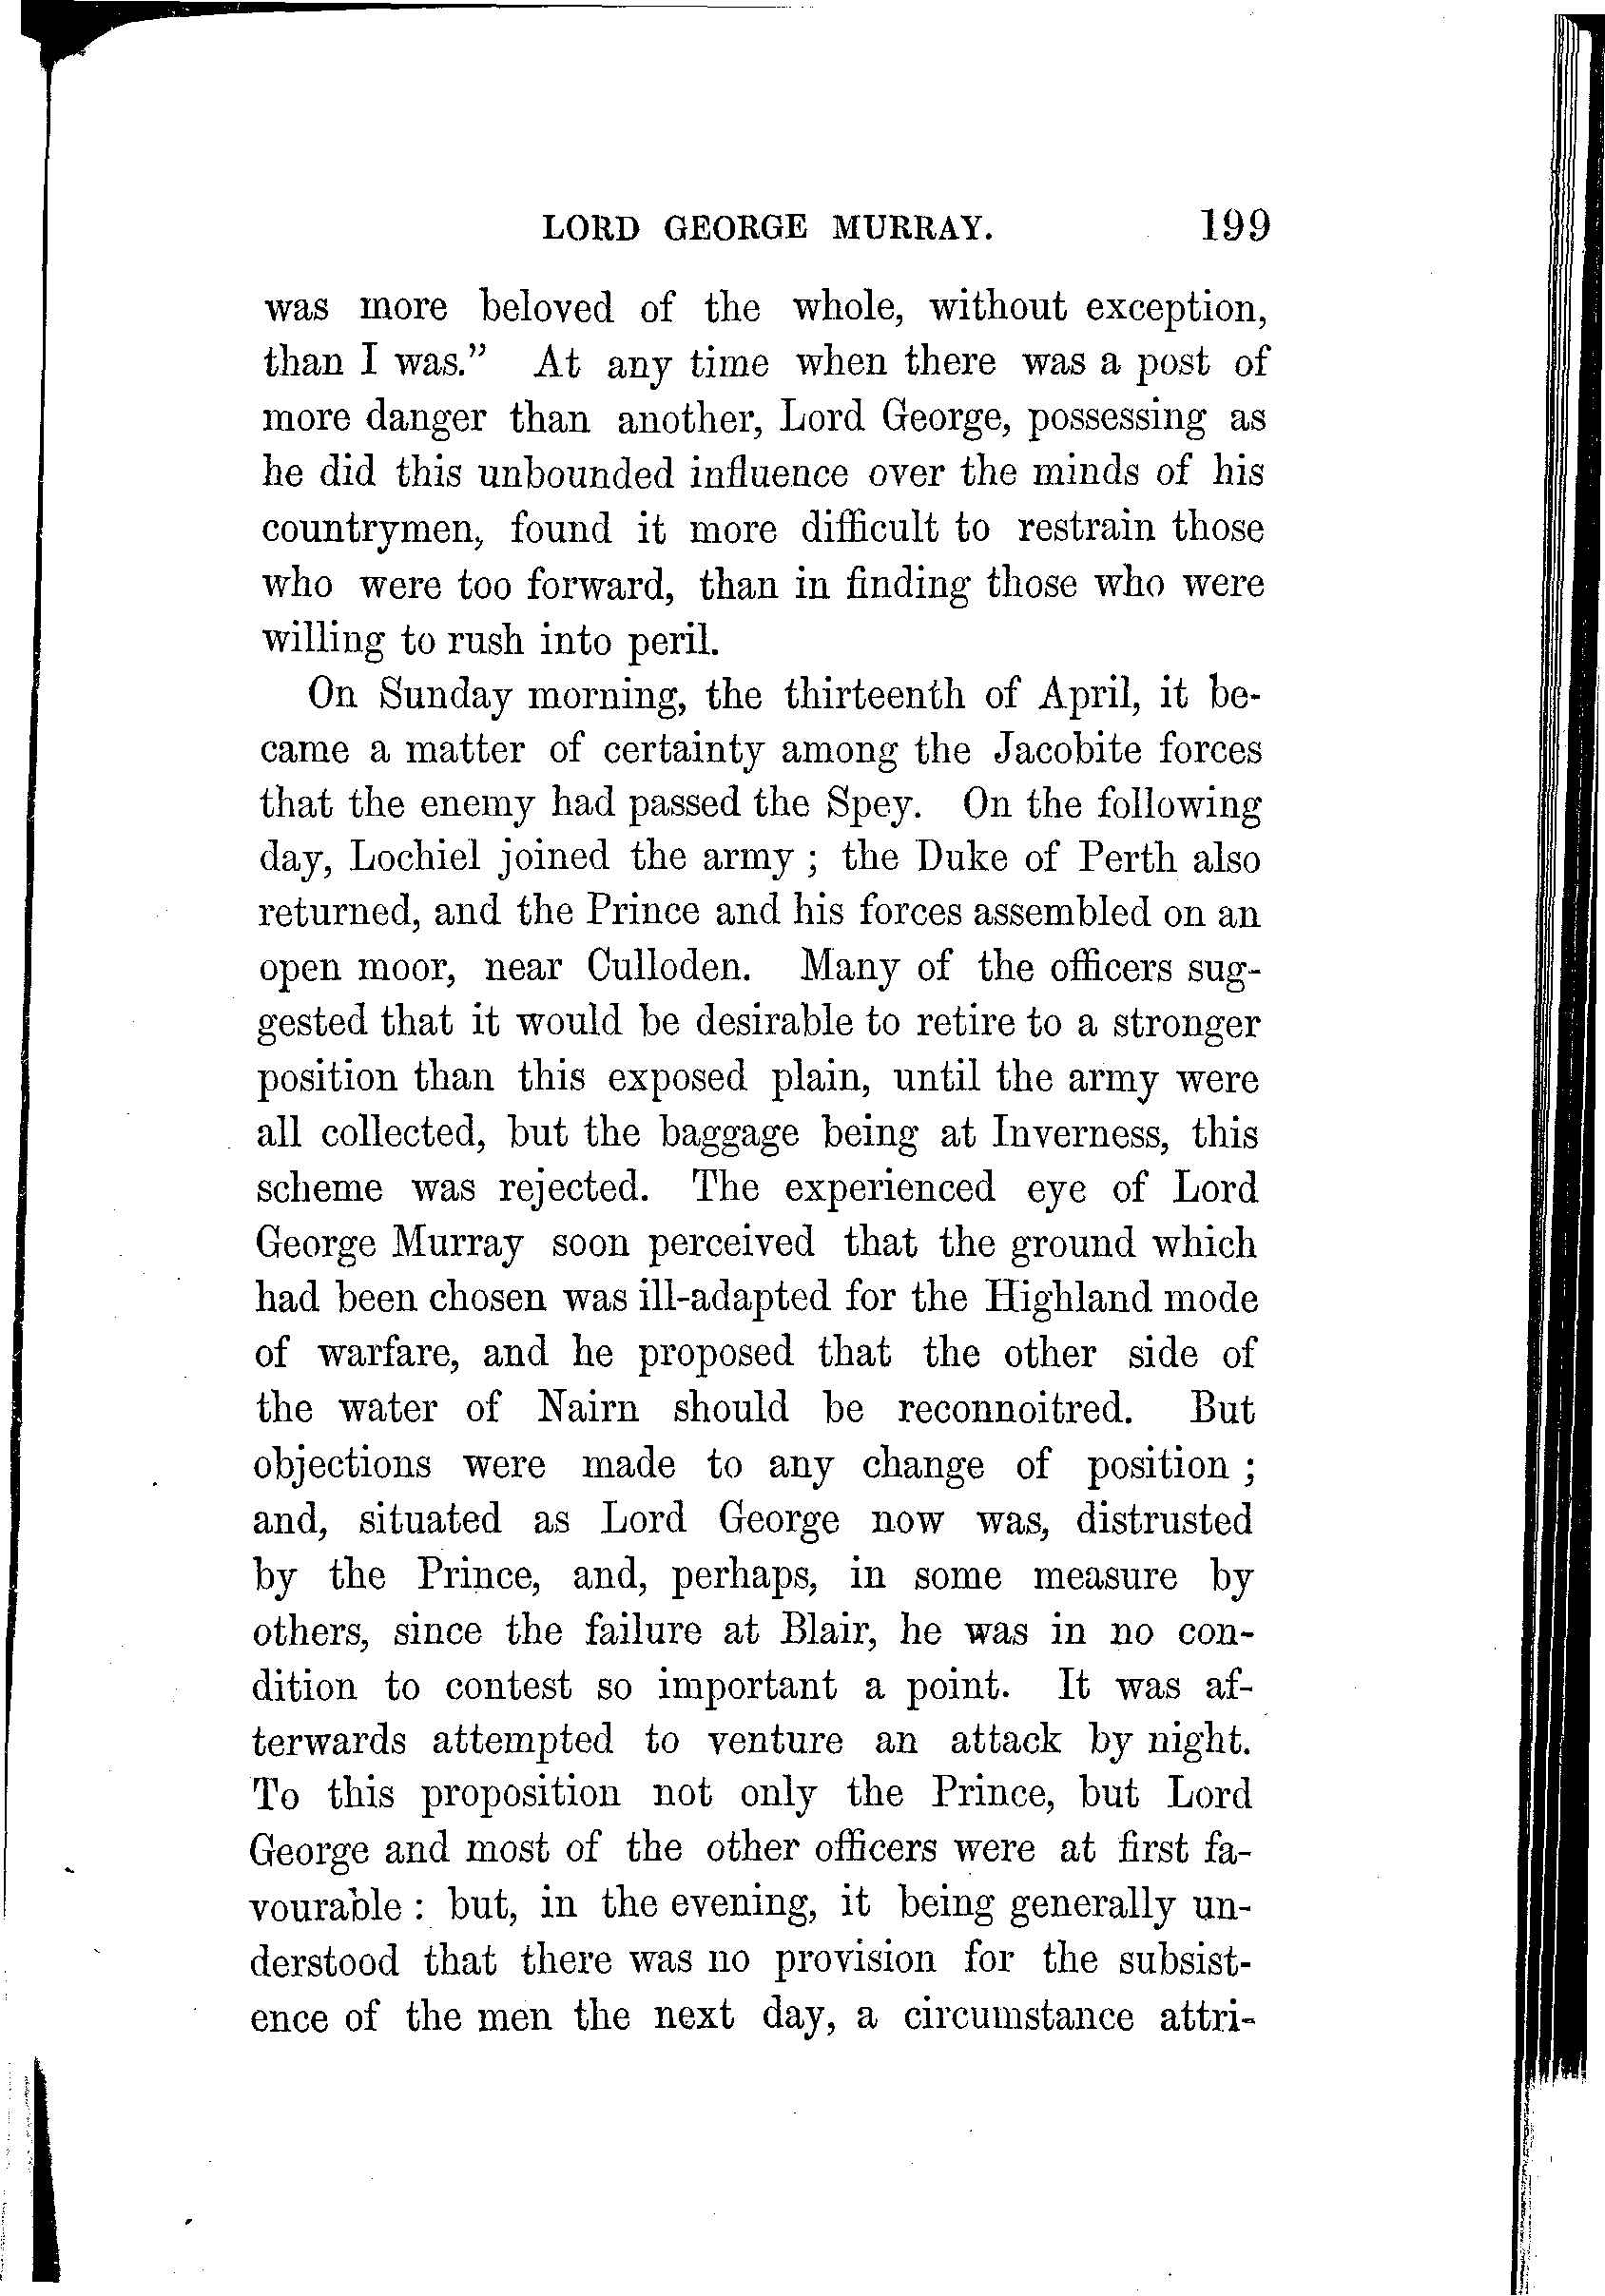 LORD GEORGE MURRAY. 199
was more beloved of the whole, without exception,
than I was.” At any time when there was a post of
more danger than another, Lord George, possessing as
he did this unbounded influence over the minds of his
countrymen, found it more difficult to restrain those
who were too forward, than in finding those who were
willing to rush into peril.
On Sunday morning, the thirteenth of April, it be-
came a matter of certainty among the Jacobite forces
that the enemy had passed the Spey. On the following
day, Lochiel joined the army ; the Duke of Perth also
returned, and the Prince and his forces assembled on an
open moor, near Culloden. Many of the officers sug-
gested that it would be desirable to retire to a stronger
position than this exposed plain, until the army were
all collected, but the baggage being at Inverness, this
scheme was rejected. The experienced eye of Lord
George Murray soon perceived that the ground which
had been chosen was ill-adapted for the Highland mode
of warfare, and he proposed that the other side of
the water of Nairn should be reconnoitred. But
objections were made to any change of position ;
and, situated as Lord George now was, distrusted
by the Prince, and, perhaps, in some measure by
others, since the failure at Blair, he was in no con-
dition to contest so important a point. It was af-
terwards attempted to venture an attack by night.
To this proposition not only the Prince, but Lord
George and most of the other officers were at first fa-
vourable : but, in the evening, it being generally un-
derstood that there was no provision for the subsist-
ence of the men the next day, a circumstance attri-